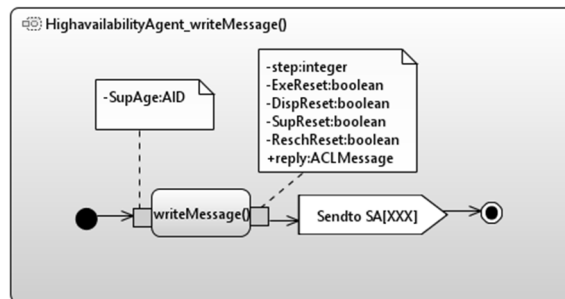 HighavailabilityAgent_writeMessage()
-SupAge:AID
-step:integer
-ExeReset:boolean
-DispReset:boolean
-SupReset:boolean
-ReschReset:boolean
+reply:ACLMessage
writeMessage()
Sendto SA[XXX]